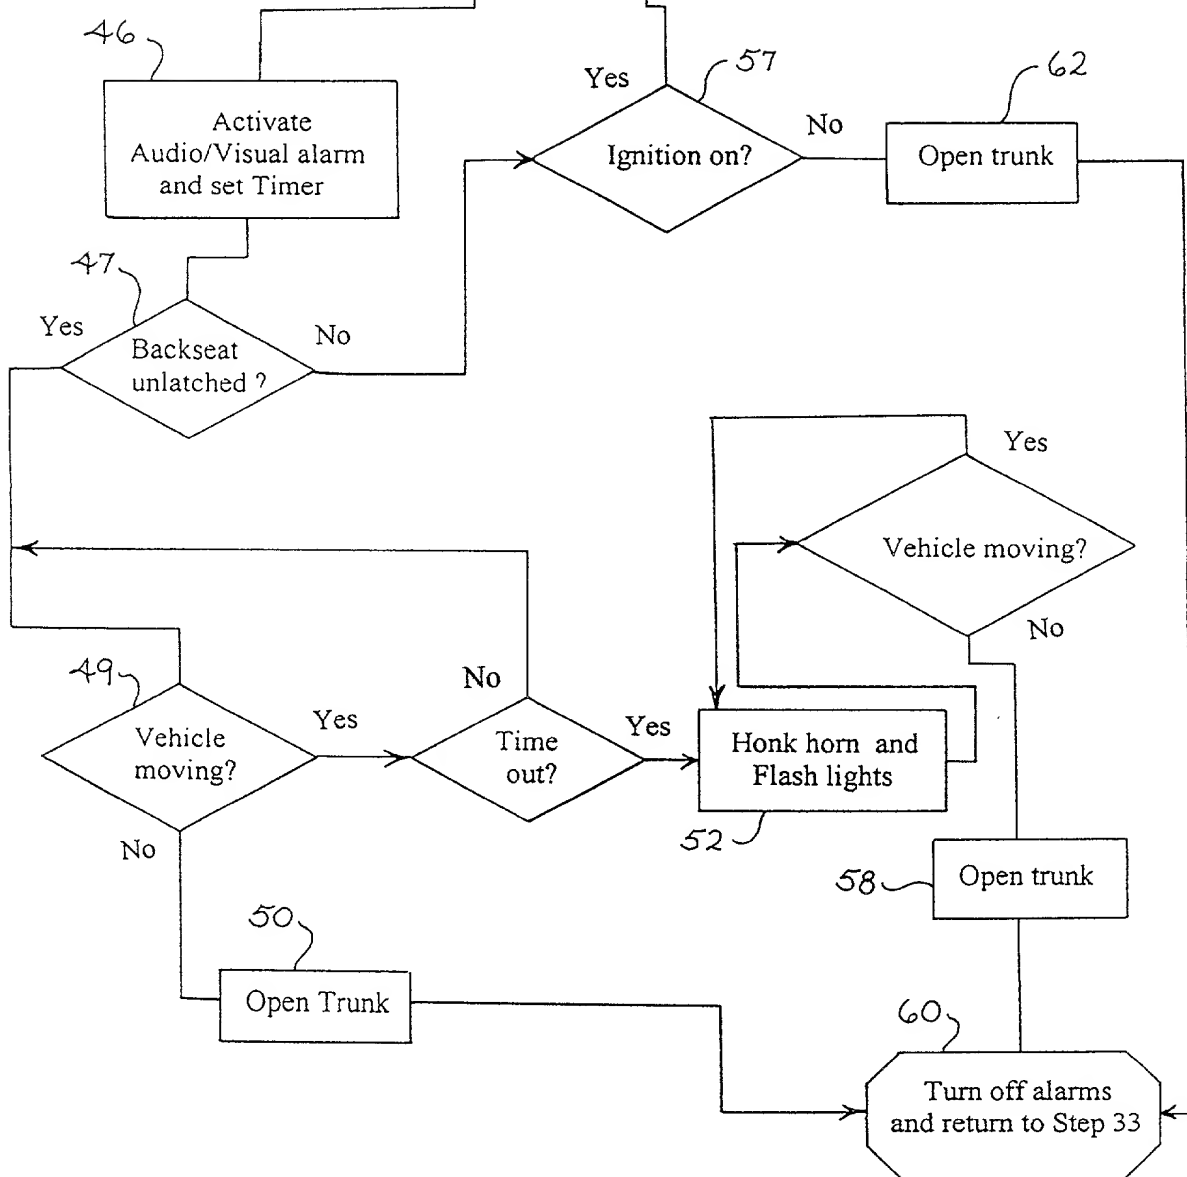 46
Activate
Audio/Visual alarm
and set Timer
Yes
57
Ignition on?
No
62
Open trunk
47
Yes
Backseat
unlatched ?
No
Yes
Vehicle moving?
No
49
Vehicle
moving?
Yes
No
No
Time
out?
Yes
Honk horn and
Flash lights
52
58
Open trunk
50
Open Trunk
60
Turn off alarms
and return to Step 33